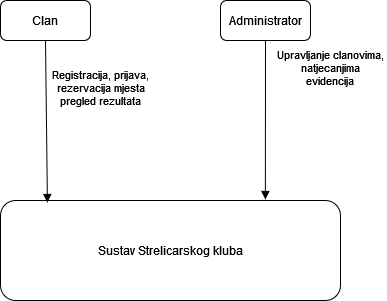 Clan
Administrator
Registracija, prijava,
rezervacija mjesta
pregled rezultata
Upravljanje clanovima,
natjecanjima
evidencija
Sustav Strelicarskog kluba